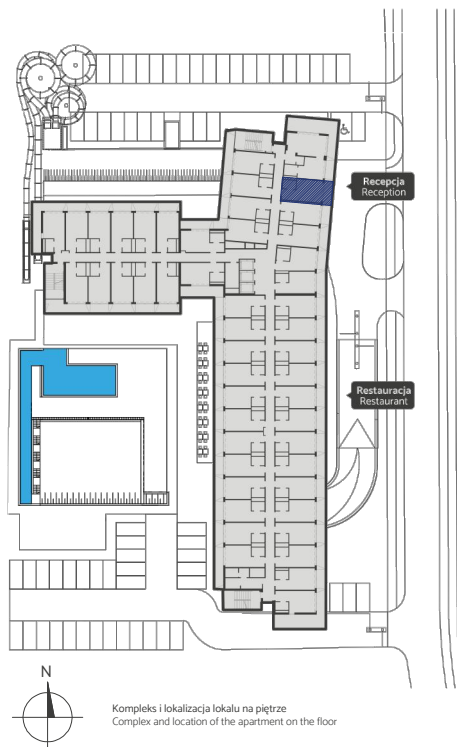 Recepcja
Reception
Restauracja
Restaurant
N
Kompleks i lokalizacja lokalu na piętrze
Complex and location of the apartment on the floor